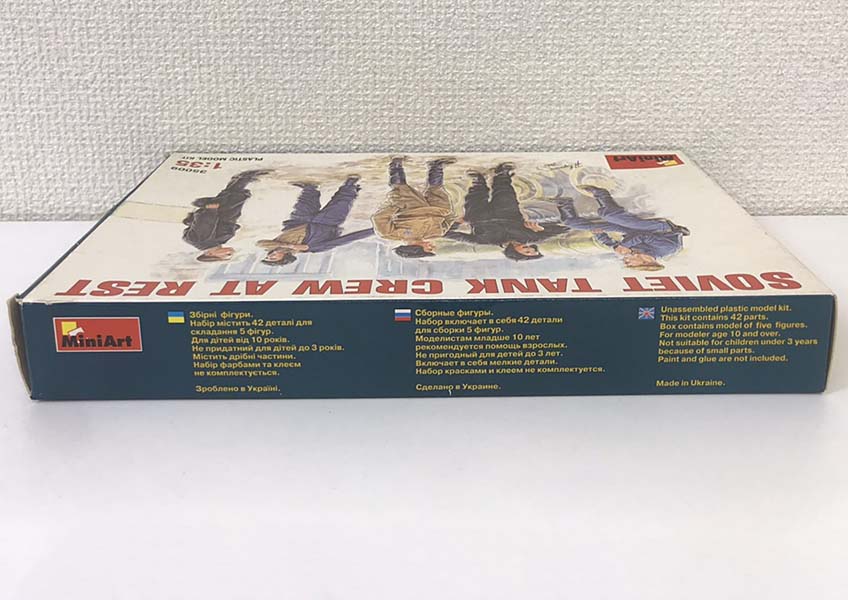 35009
1:35
PLASTIC MODEL KIT
MiniArt
SOVIET TANK CREW AT REST
MiniArt
Збірні фігури.
Набір містить 42 деталі для
складання 5 фігур.
Для дітей від 10 років.
Не придатний для дітей до 3 років.
Містить дрібні частини.
Набір фарбами та клеєм
не комплектується.
Зроблено в Україні.
Сборные фигуры.
Набор включает в себя 42 детали
для сборки 5 фигур.
Моделистам младше 10 лет
рекомендуется помощь взрослых.
Не пригодный для детей до 3 лет.
Включает в себя мелкие детали.
Набор красками и клеем не комплектуется.
Сделано в Украине.
Unassembled plastic model kit.
This kit contains 42 parts.
Box contains model of five figures.
For modeler age 10 and over.
Not suitable for children under 3 years
because of small parts.
Paint and glue are not included.
Made in Ukraine.